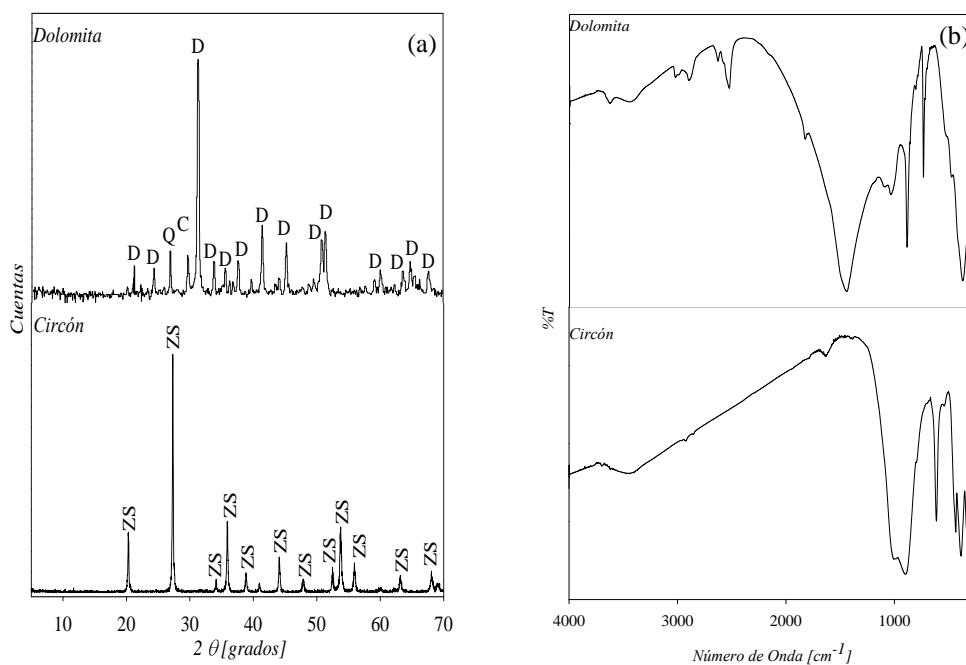 Dolomita
(a)
D
D
D
Q
C
D
D
D
D
D
D
D
D
D
D
D
Cuentas
Circón
ZS
ZS
ZS
ZS
ZS
ZS
ZS
ZS
ZS
ZS
ZS
ZS
10 20 30 40 50 60 70
2 θ [grados]
Dolomita
(b)
%T
Circón
4000 3000 2000 1000
Número de Onda [cm-1]